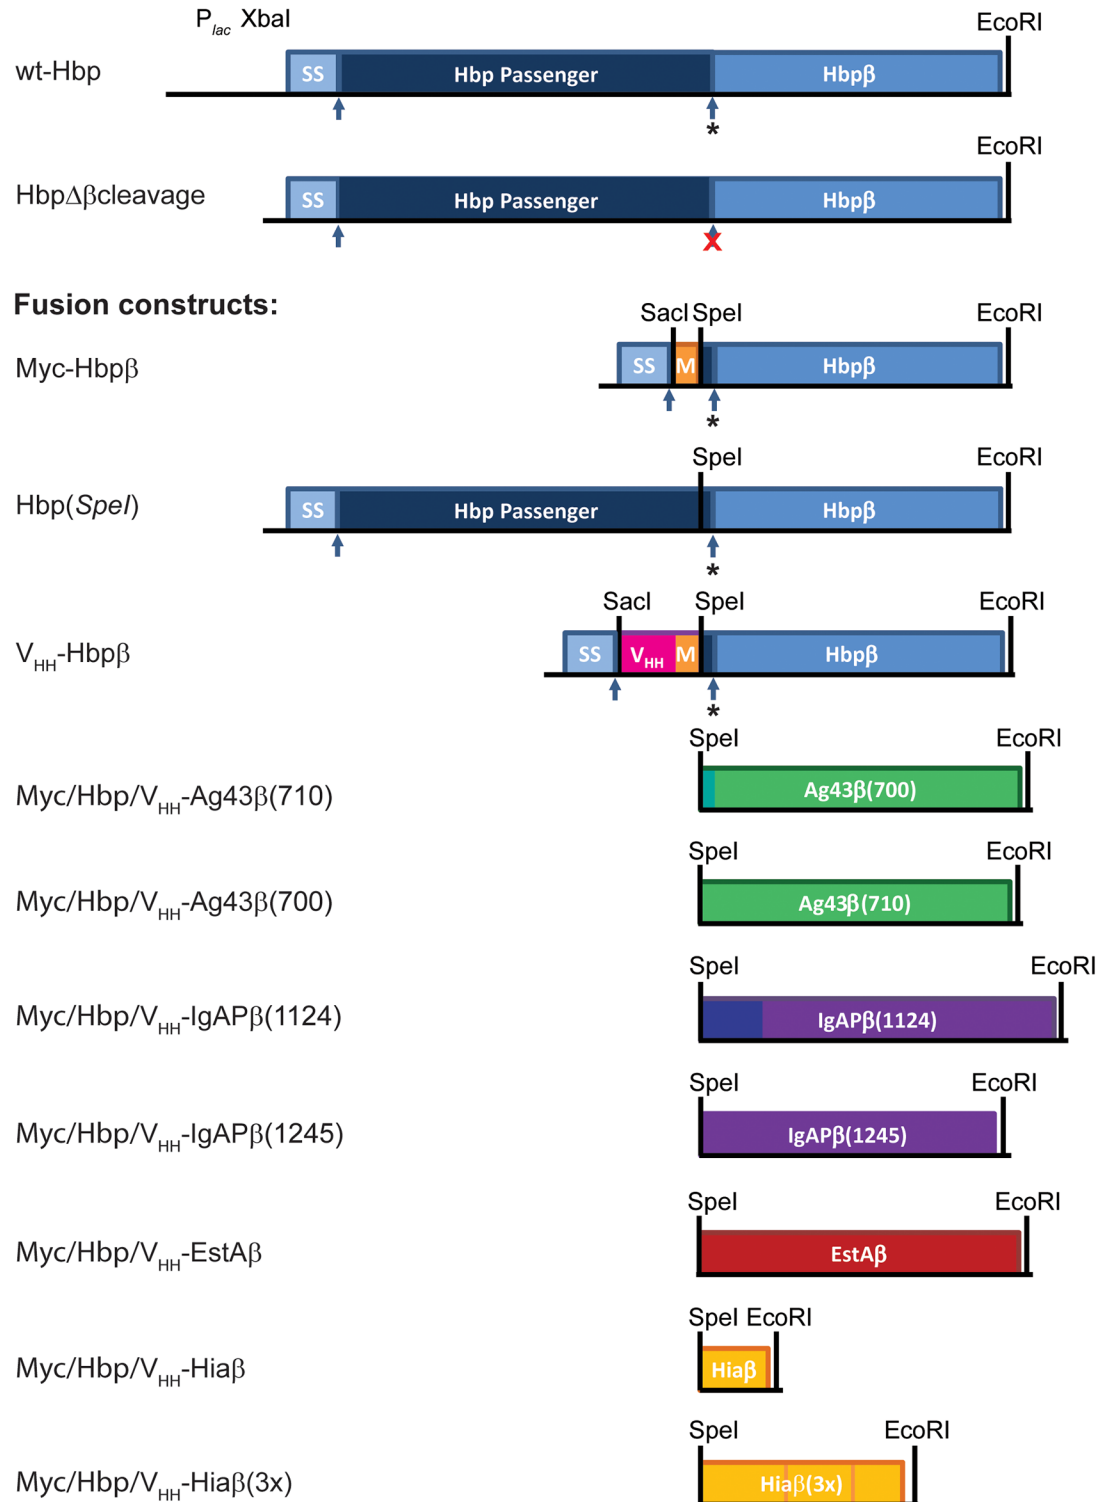 P_lac XbaI
EcoRI
wt-Hbp
SS Hbp Passenger Hbpβ
*
EcoRI
HbpΔβcleavage
SS Hbp Passenger Hbpβ
X
Fusion constructs:
SacI SpeI EcoRI
Myc-Hbpβ
SS M Hbpβ
*
SpeI EcoRI
Hbp(SpeI)
SS Hbp Passenger Hbpβ
*
SacI SpeI EcoRI
V_HH-Hbpβ
SS V_HH M Hbpβ
*
SpeI EcoRI
Myc/Hbp/V_HH-Ag43β(710)
Ag43β(700)
SpeI EcoRI
Myc/Hbp/V_HH-Ag43β(700)
Ag43β(710)
SpeI EcoRI
Myc/Hbp/V_HH-IgAPβ(1124)
IgAPβ(1124)
SpeI EcoRI
Myc/Hbp/V_HH-IgAPβ(1245)
IgAPβ(1245)
SpeI EcoRI
Myc/Hbp/V_HH-EstAβ
EstAβ
SpeI EcoRI
Myc/Hbp/V_HH-Hiaβ
Hiaβ
SpeI EcoRI
Myc/Hbp/V_HH-Hiaβ(3x)
Hiaβ(3x)